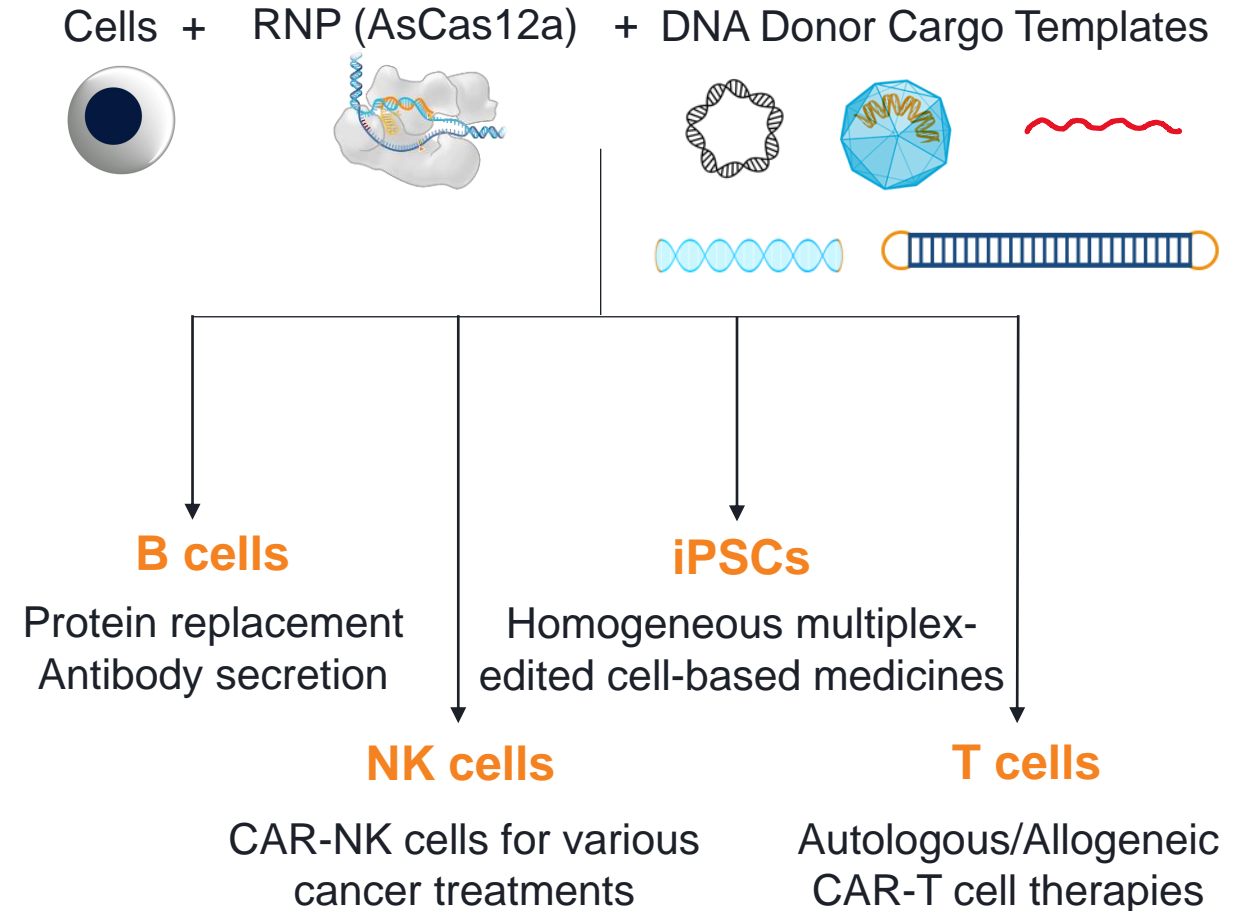 Cells + RNP (AsCas12a) + DNA Donor Cargo Templates
B cells
Protein replacement
Antibody secretion
iPSCs
Homogeneous multiplex-
edited cell-based medicines
NK cells
CAR-NK cells for various
cancer treatments
T cells
Autologous/Allogeneic
CAR-T cell therapies